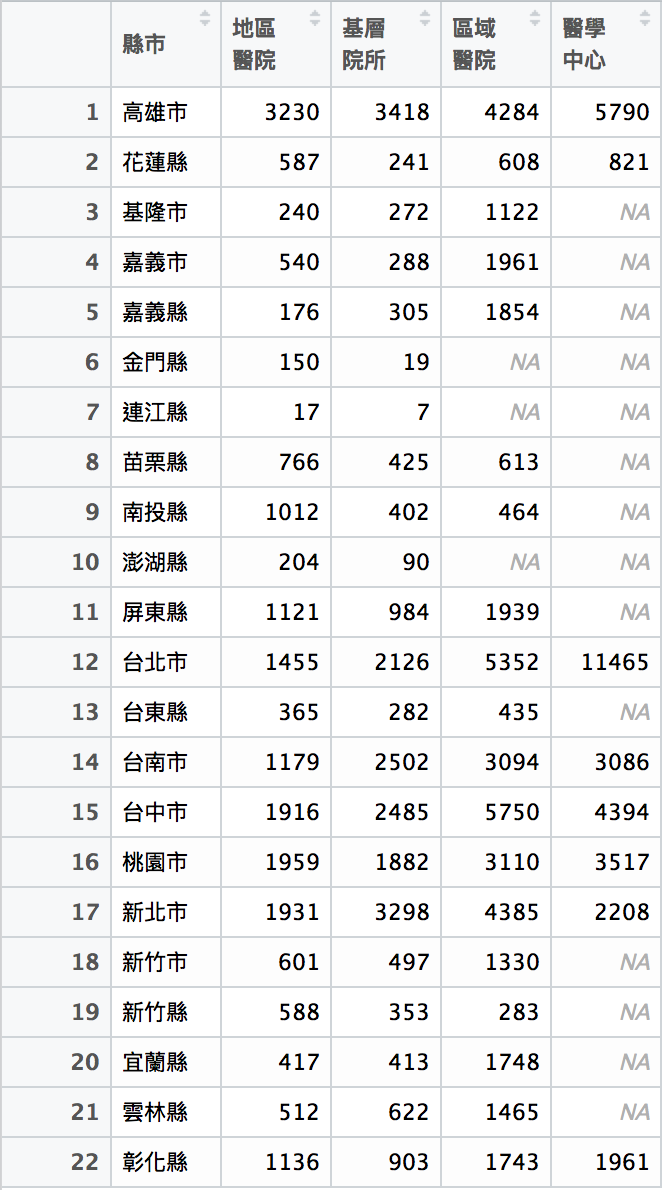 縣市 地區醫院 基層院所 區域醫院 醫學中心
1 高雄市 3230 3418 4284 5790
2 花蓮縣 587 241 608 821
3 基隆市 240 272 1122 NA
4 嘉義市 540 288 1961 NA
5 嘉義縣 176 305 1854 NA
6 金門縣 150 19 NA NA
7 連江縣 17 7 NA NA
8 苗栗縣 766 425 613 NA
9 南投縣 1012 402 464 NA
10 澎湖縣 204 90 NA NA
11 屏東縣 1121 984 1939 NA
12 台北市 1455 2126 5352 11465
13 台東縣 365 282 435 NA
14 台南市 1179 2502 3094 3086
15 台中市 1916 2485 5750 4394
16 桃園市 1959 1882 3110 3517
17 新北市 1931 3298 4385 2208
18 新竹市 601 497 1330 NA
19 新竹縣 588 353 283 NA
20 宜蘭縣 417 413 1748 NA
21 雲林縣 512 622 1465 NA
22 彰化縣 1136 903 1743 1961